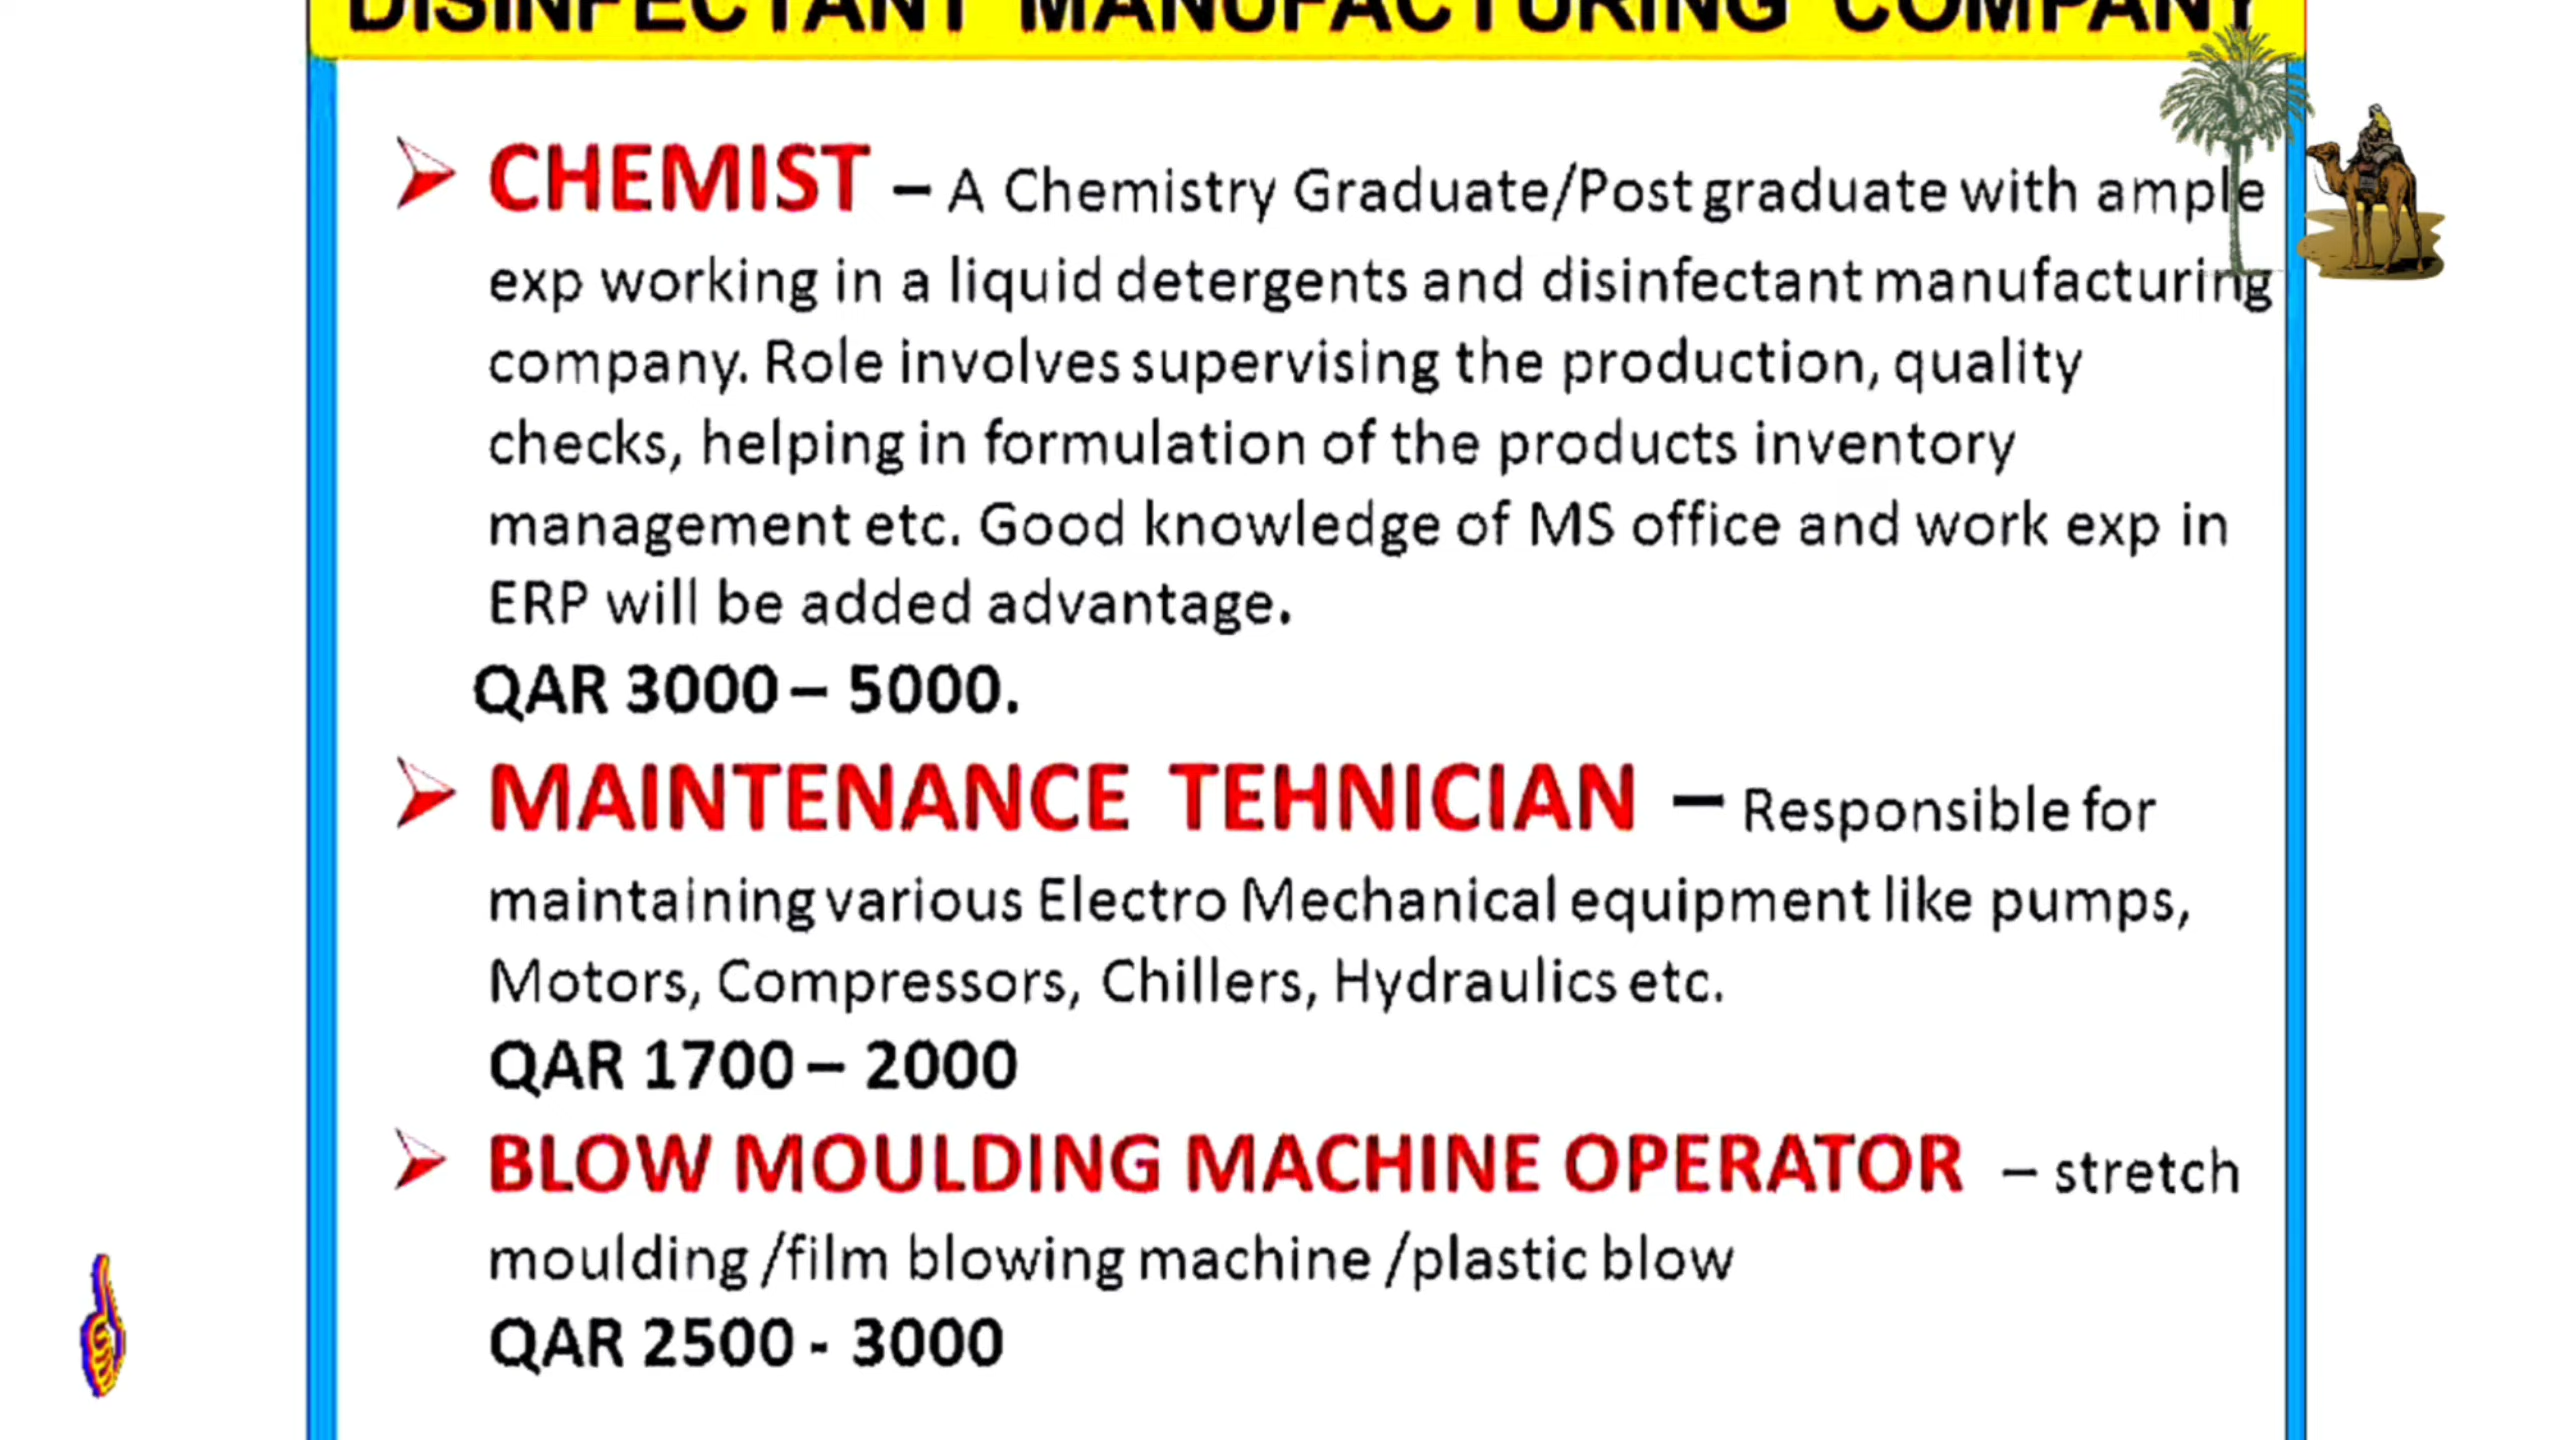 DISINFECTANT MANUFACTURING COMPANY
CHEMIST – A Chemistry Graduate/Post graduate with ample
exp working in a liquid detergents and disinfectant manufacturing
company. Role involves supervising the production, quality
checks, helping in formulation of the products inventory
management etc. Good knowledge of MS office and work exp in
ERP will be added advantage.
QAR 3000 – 5000.
MAINTENANCE TEHNICIAN – Responsible for
maintaining various Electro Mechanical equipment like pumps,
Motors, Compressors, Chillers, Hydraulics etc.
QAR 1700 – 2000
BLOW MOULDING MACHINE OPERATOR – stretch
moulding /film blowing machine /plastic blow
QAR 2500 - 3000